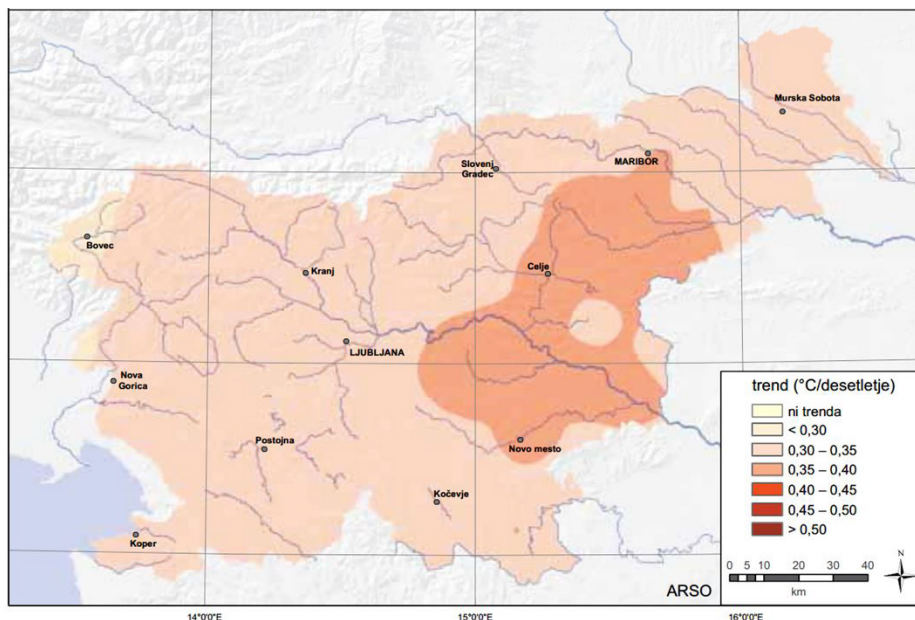 Murska Sobota
MARIBOR
Slovenj
Gradec
Bovec
Kranj
Celje
LJUBLJANA
Nova
Gorica
Postojna
Novo mesto
Kočevje
Koper
trend (°C/desetletje)
ni trenda
< 0,30
0,30 – 0,35
0,35 – 0,40
0,40 – 0,45
0,45 – 0,50
> 0,50
N
0 5 10 20 30 40
km
ARSO
14°0'0"E
15°0'0"E
16°0'0"E